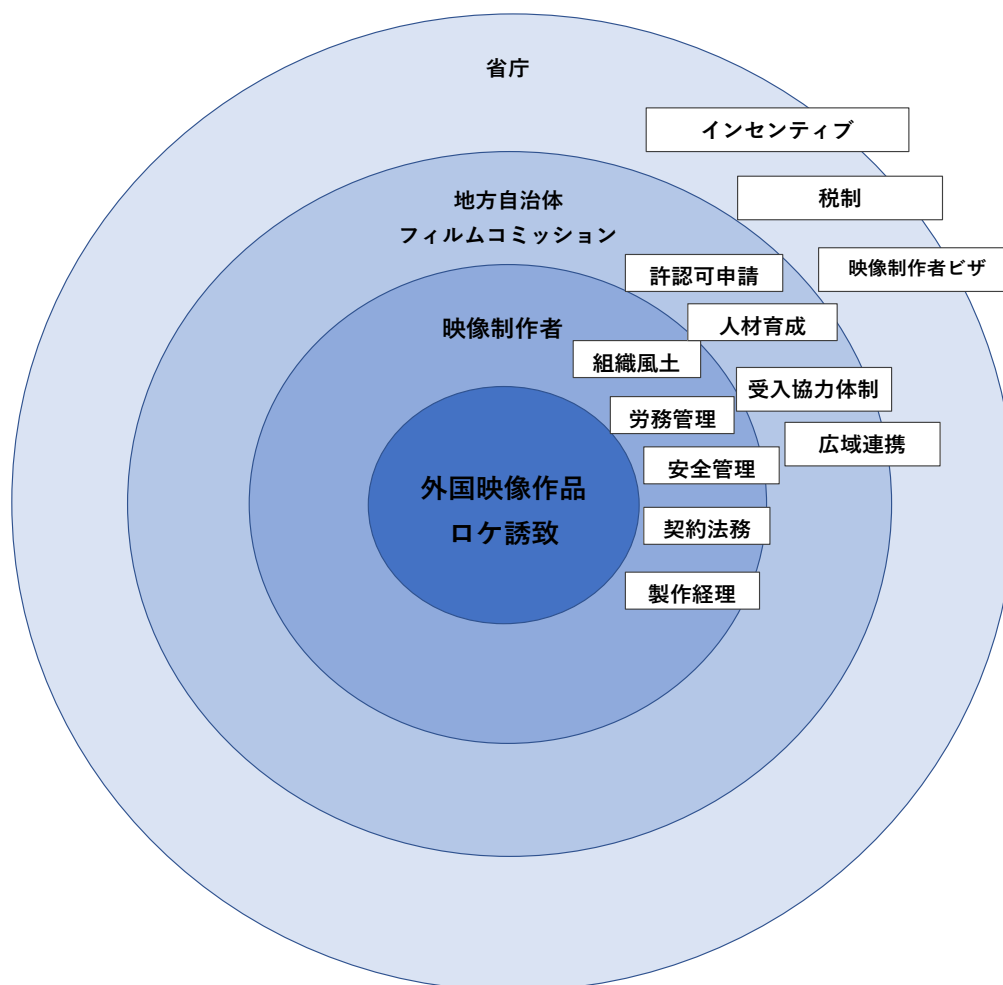 省庁
インセンティブ
税制
地方自治体
フィルムコミッション
映像制作者ビザ
許認可申請
人材育成
映像制作者
組織風土
受入協力体制
労務管理
広域連携
安全管理
外国映像作品
ロケ誘致
契約法務
製作経理